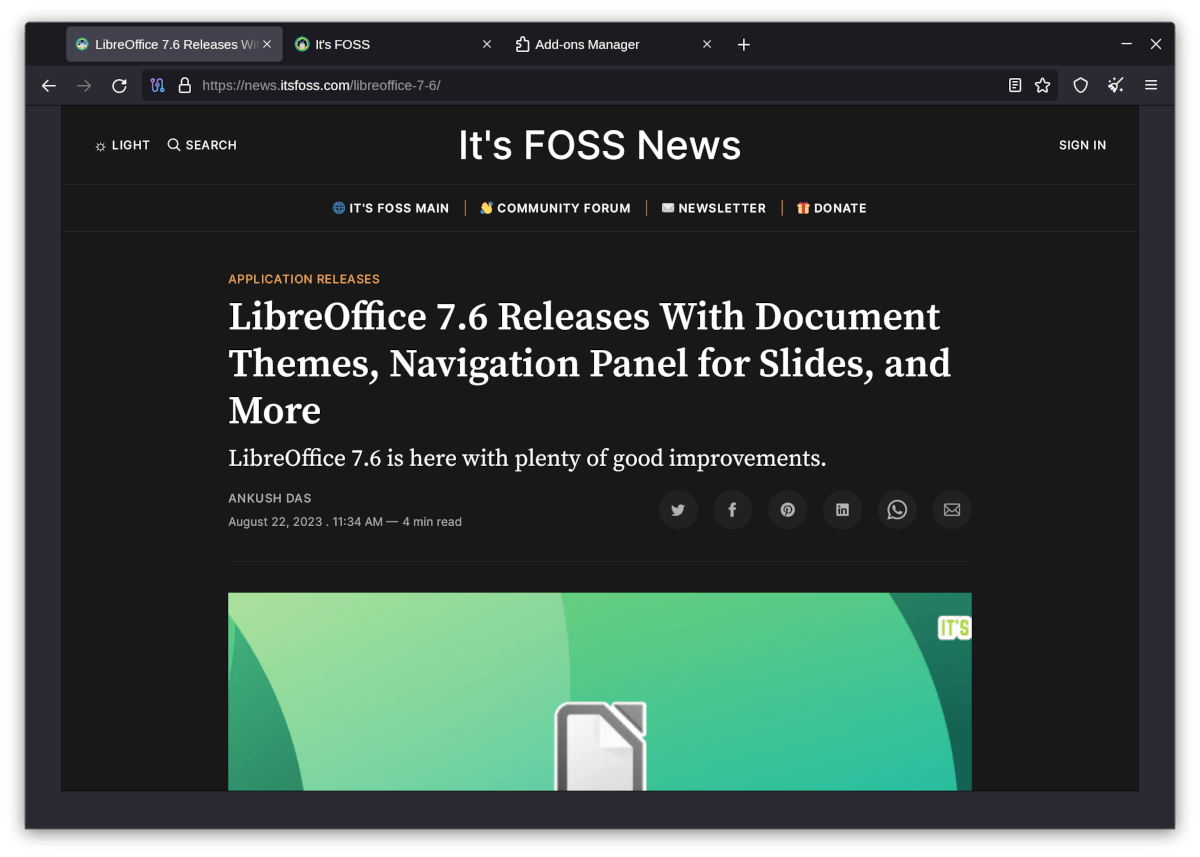 LibreOffice 7.6 Releases Wi
It's FOSS
Add-ons Manager
https://news.itsfoss.com/libreoffice-7-6/
LIGHT
SEARCH
It's FOSS News
SIGN IN
IT'S FOSS MAIN
COMMUNITY FORUM
NEWSLETTER
DONATE
APPLICATION RELEASES
LibreOffice 7.6 Releases With Document
Themes, Navigation Panel for Slides, and
More
LibreOffice 7.6 is here with plenty of good improvements.
ANKUSH DAS
August 22, 2023 . 11:34 AM — 4 min read
IT'S